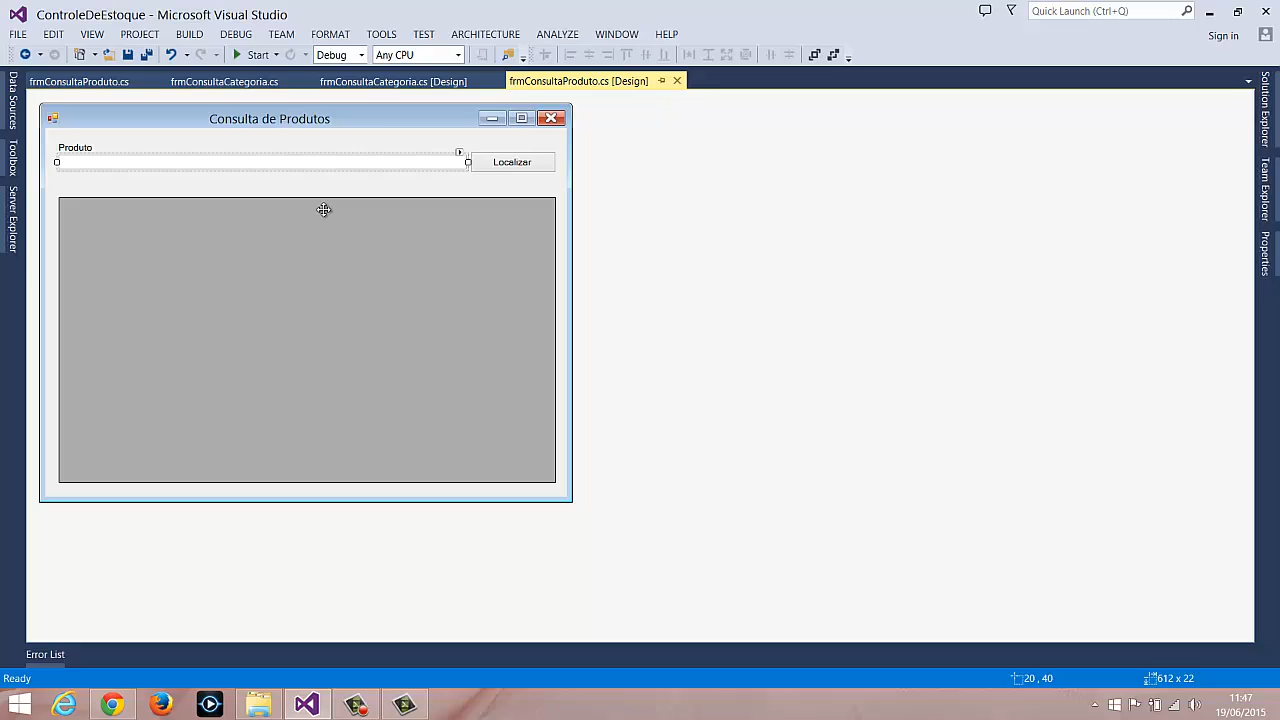 ControleDeEstoque - Microsoft Visual Studio
Quick Launch (Ctrl+Q)
FILE EDIT VIEW PROJECT BUILD DEBUG TEAM FORMAT TOOLS TEST ARCHITECTURE ANALYZE WINDOW HELP
Sign in
Start Debug Any CPU
frmConsultaProduto.cs frmConsultaCategoria.cs frmConsultaCategoria.cs [Design] frmConsultaProduto.cs [Design]
Data Sources
Toolbox
Server Explorer
Consulta de Produtos
Produto
Localizar
Solution Explorer
Team Explorer
Properties
Error List
Ready
20 , 40
612 x 22
11:47
19/06/2015